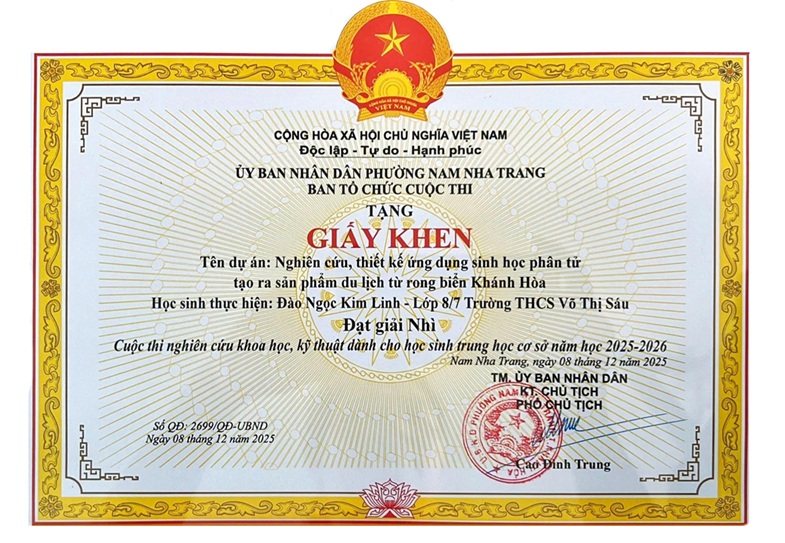 CỘNG HÒA XÃ HỘI CHỦ NGHĨA VIỆT NAM
Độc lập - Tự do - Hạnh phúc
ỦY BAN NHÂN DÂN PHƯỜNG NAM NHA TRANG
BAN TỔ CHỨC CUỘC THI
TẶNG
GIẤY KHEN
Tên dự án: Nghiên cứu, thiết kế ứng dụng sinh học phân tử
tạo ra sản phẩm du lịch từ rong biển Khánh Hòa
Học sinh thực hiện: Đào Ngọc Kim Linh - Lớp 8/7 Trường THCS Võ Thị Sáu
Đạt giải Nhì
Cuộc thi nghiên cứu khoa học, kỹ thuật dành cho học sinh trung học cơ sở năm học 2025-2026
Nam Nha Trang, ngày 08 tháng 12 năm 2025
TM. ỦY BAN NHÂN DÂN
KT. CHỦ TỊCH
PHÓ CHỦ TỊCH
Số QĐ: 2699/QĐ-UBND
Ngày 08 tháng 12 năm 2025
Cao Đình Trung